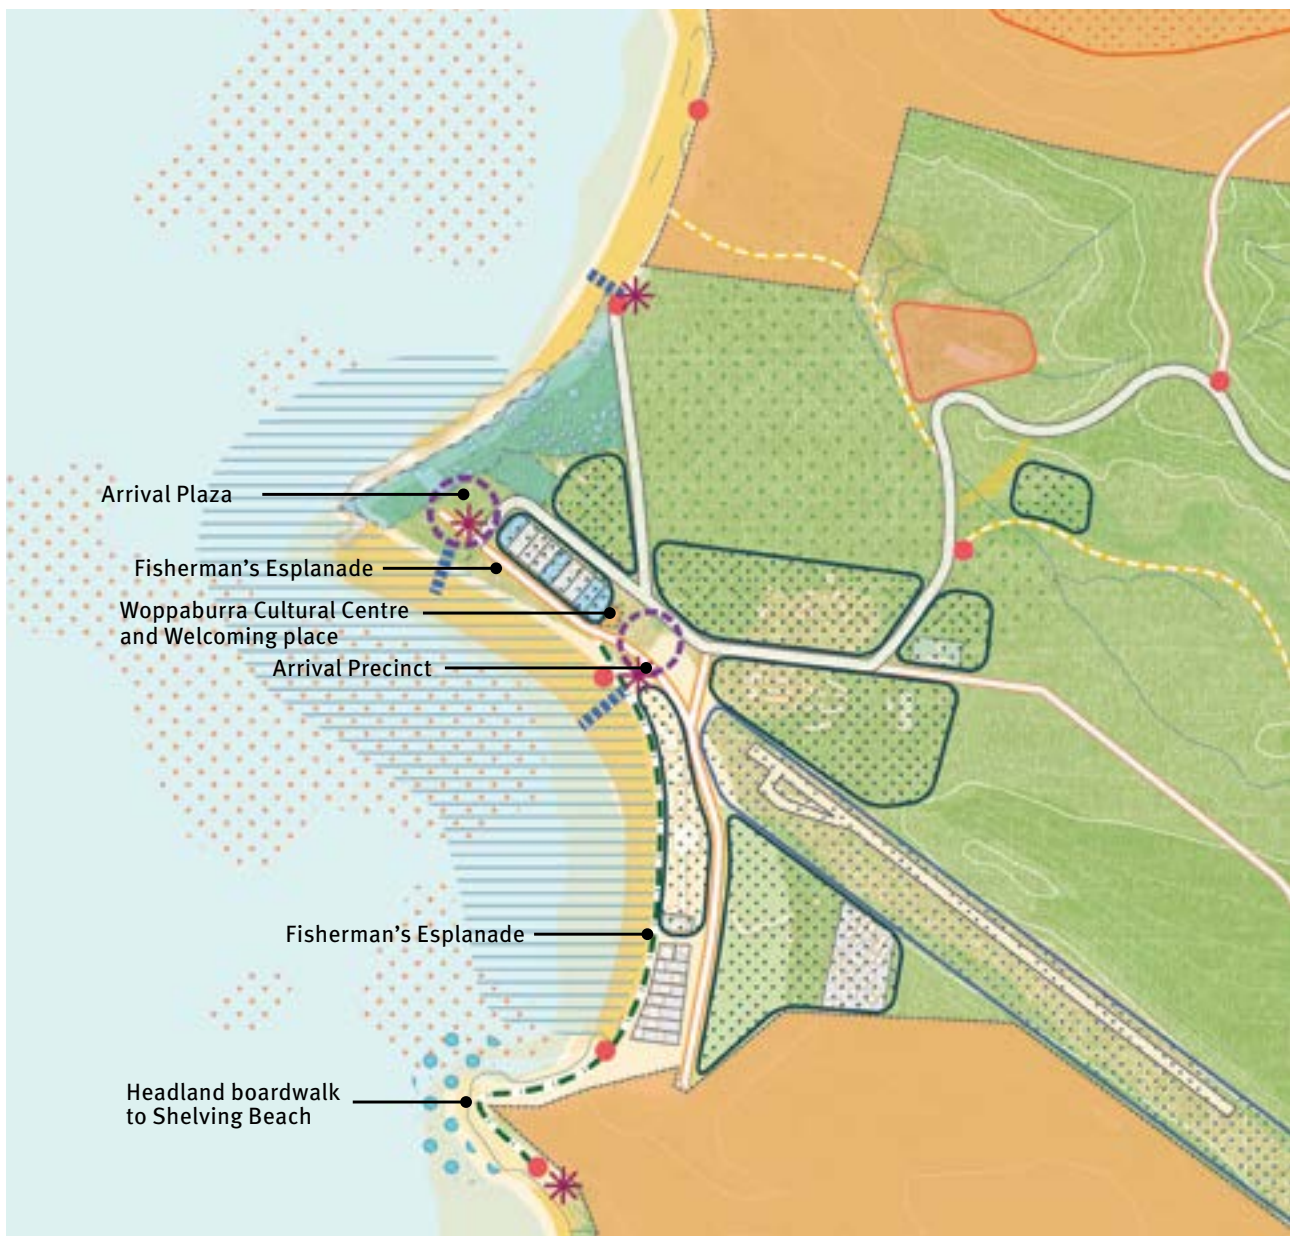 Arrival Plaza
Fisherman’s Esplanade
Woppaburra Cultural Centre
and Welcoming place
Arrival Precinct
Fisherman’s Esplanade
Headland boardwalk
to Shelving Beach